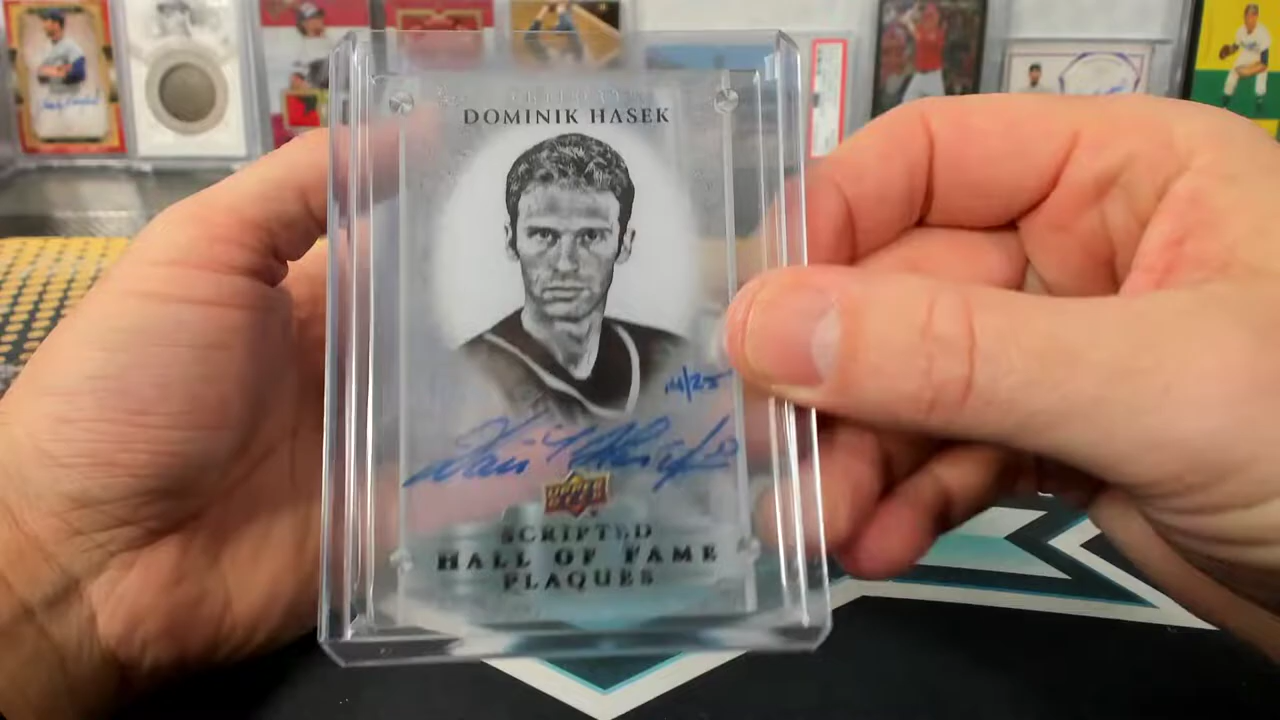 DOMINIK HASEK
14/25
UPPER DECK
SCRIPTED
HALL OF FAME
PLAQUES